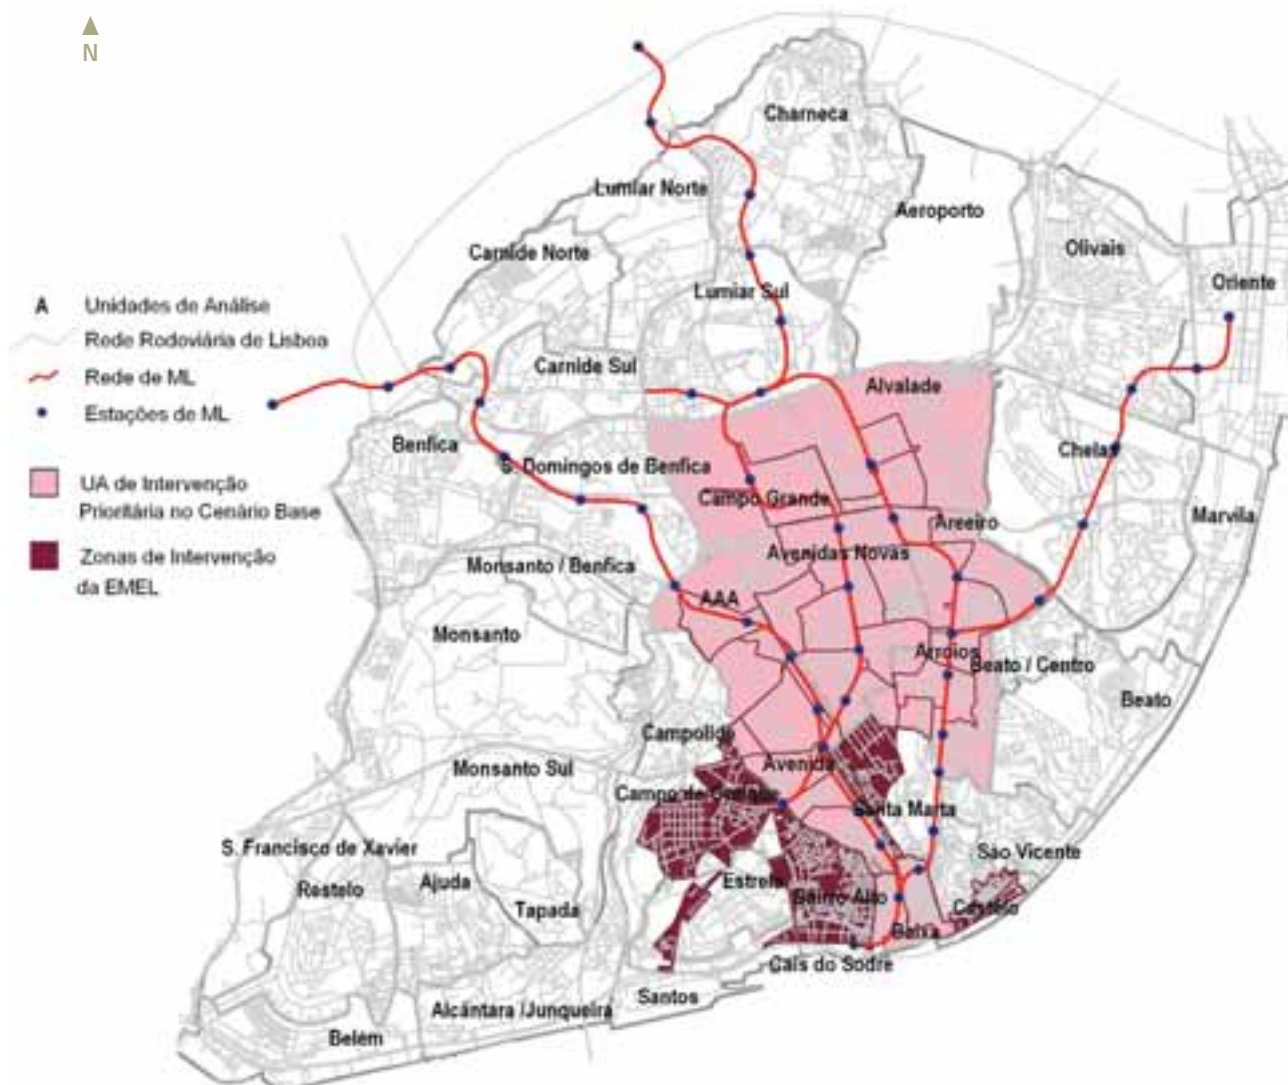 N
Charneca
Lumiar Norte
Aeroporto
Carnide Norte
Olivais
Oriente
Lumiar Sul
A Unidades de Análise
Rede Rodoviária de Lisboa
Rede de ML
Estações de ML
UA de Intervenção
Prioritária no Cenário Base
Zonas de Intervenção
da EMEL
Carnide Sul
Alvalade
Benfica
S. Domingos de Benfica
Chelas
Campo Grande
Marvila
Areeiro
Avenidas Novas
Monsanto / Benfica
AAA
Monsanto
Arroios
Beato / Centro
Beato
Campolide
Avenida
Monsanto Sul
Campo de Ourique
Santa Marta
S. Francisco de Xavier
São Vicente
Restelo
Ajuda
Estrela
Tapada
Bairro Alto
Castelo
Baixa
Cais do Sodré
Santos
Alcântara /Junqueira
Belém